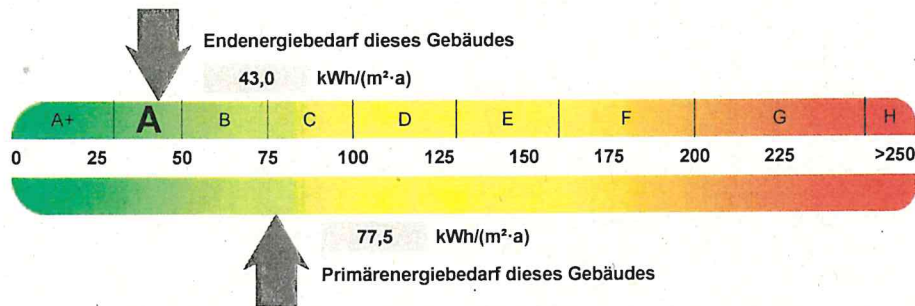 Endenergiebedarf dieses Gebäudes
43,0 kWh/(m²·a)
A+ A B C D E F G H
0 25 50 75 100 125 150 175 200 225 >250
77,5 kWh/(m²·a)
Primärenergiebedarf dieses Gebäudes